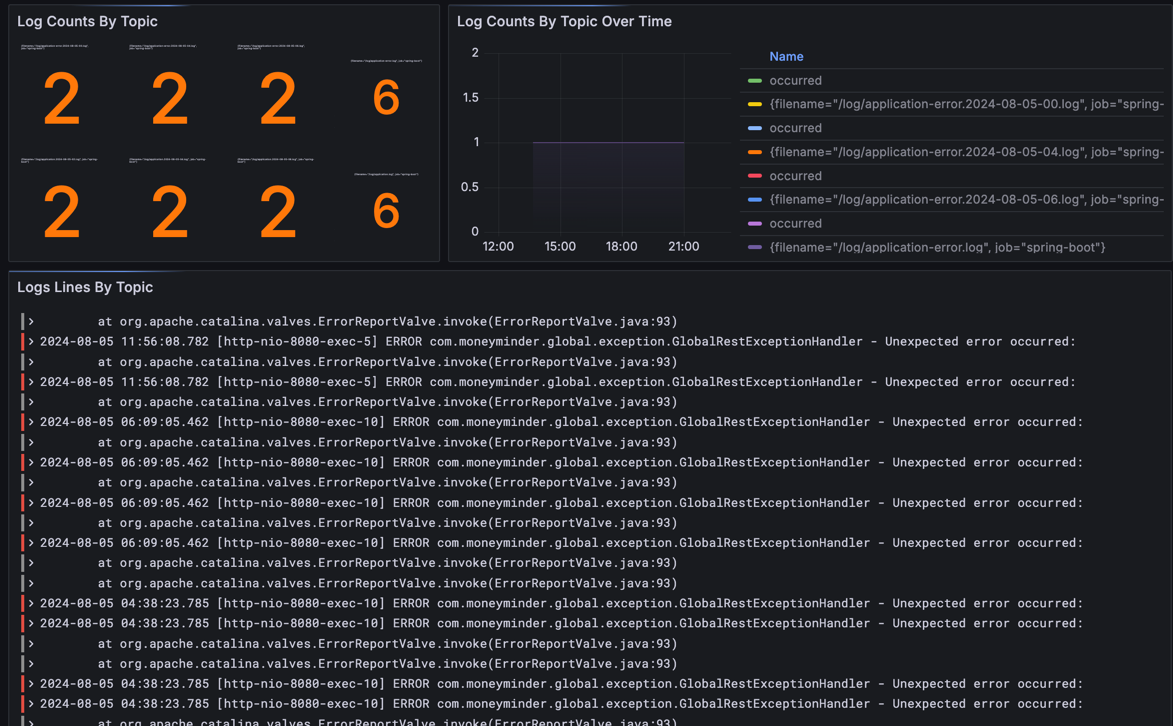 Log Counts By Topic
2
2
2
6
2
2
2
6
Log Counts By Topic Over Time
2
1.5
1
0.5
0
12:00 15:00 18:00 21:00
Name
occurred
{filename="/log/application-error.2024-08-05-00.log", job="spring-
occurred
{filename="/log/application-error.2024-08-05-04.log", job="spring-
occurred
{filename="/log/application-error.2024-08-05-06.log", job="spring-
occurred
{filename="/log/application-error.log", job="spring-boot"}
Logs Lines By Topic
> at org.apache.catalina.valves.ErrorReportValve.invoke(ErrorReportValve.java:93)
> 2024-08-05 11:56:08.782 [http-nio-8080-exec-5] ERROR com.moneyminder.global.exception.GlobalRestExceptionHandler - Unexpected error occurred:
> at org.apache.catalina.valves.ErrorReportValve.invoke(ErrorReportValve.java:93)
> 2024-08-05 11:56:08.782 [http-nio-8080-exec-5] ERROR com.moneyminder.global.exception.GlobalRestExceptionHandler - Unexpected error occurred:
> at org.apache.catalina.valves.ErrorReportValve.invoke(ErrorReportValve.java:93)
> 2024-08-05 06:09:05.462 [http-nio-8080-exec-10] ERROR com.moneyminder.global.exception.GlobalRestExceptionHandler - Unexpected error occurred:
> at org.apache.catalina.valves.ErrorReportValve.invoke(ErrorReportValve.java:93)
> 2024-08-05 06:09:05.462 [http-nio-8080-exec-10] ERROR com.moneyminder.global.exception.GlobalRestExceptionHandler - Unexpected error occurred:
> at org.apache.catalina.valves.ErrorReportValve.invoke(ErrorReportValve.java:93)
> 2024-08-05 06:09:05.462 [http-nio-8080-exec-10] ERROR com.moneyminder.global.exception.GlobalRestExceptionHandler - Unexpected error occurred:
> at org.apache.catalina.valves.ErrorReportValve.invoke(ErrorReportValve.java:93)
> 2024-08-05 06:09:05.462 [http-nio-8080-exec-10] ERROR com.moneyminder.global.exception.GlobalRestExceptionHandler - Unexpected error occurred:
> at org.apache.catalina.valves.ErrorReportValve.invoke(ErrorReportValve.java:93)
> at org.apache.catalina.valves.ErrorReportValve.invoke(ErrorReportValve.java:93)
> 2024-08-05 04:38:23.785 [http-nio-8080-exec-10] ERROR com.moneyminder.global.exception.GlobalRestExceptionHandler - Unexpected error occurred:
> 2024-08-05 04:38:23.785 [http-nio-8080-exec-10] ERROR com.moneyminder.global.exception.GlobalRestExceptionHandler - Unexpected error occurred:
> at org.apache.catalina.valves.ErrorReportValve.invoke(ErrorReportValve.java:93)
> at org.apache.catalina.valves.ErrorReportValve.invoke(ErrorReportValve.java:93)
> 2024-08-05 04:38:23.785 [http-nio-8080-exec-10] ERROR com.moneyminder.global.exception.GlobalRestExceptionHandler - Unexpected error occurred:
> 2024-08-05 04:38:23.785 [http-nio-8080-exec-10] ERROR com.moneyminder.global.exception.GlobalRestExceptionHandler - Unexpected error occurred:
> at org.apache.catalina.valves.ErrorReportValve.invoke(ErrorReportValve.java:93)